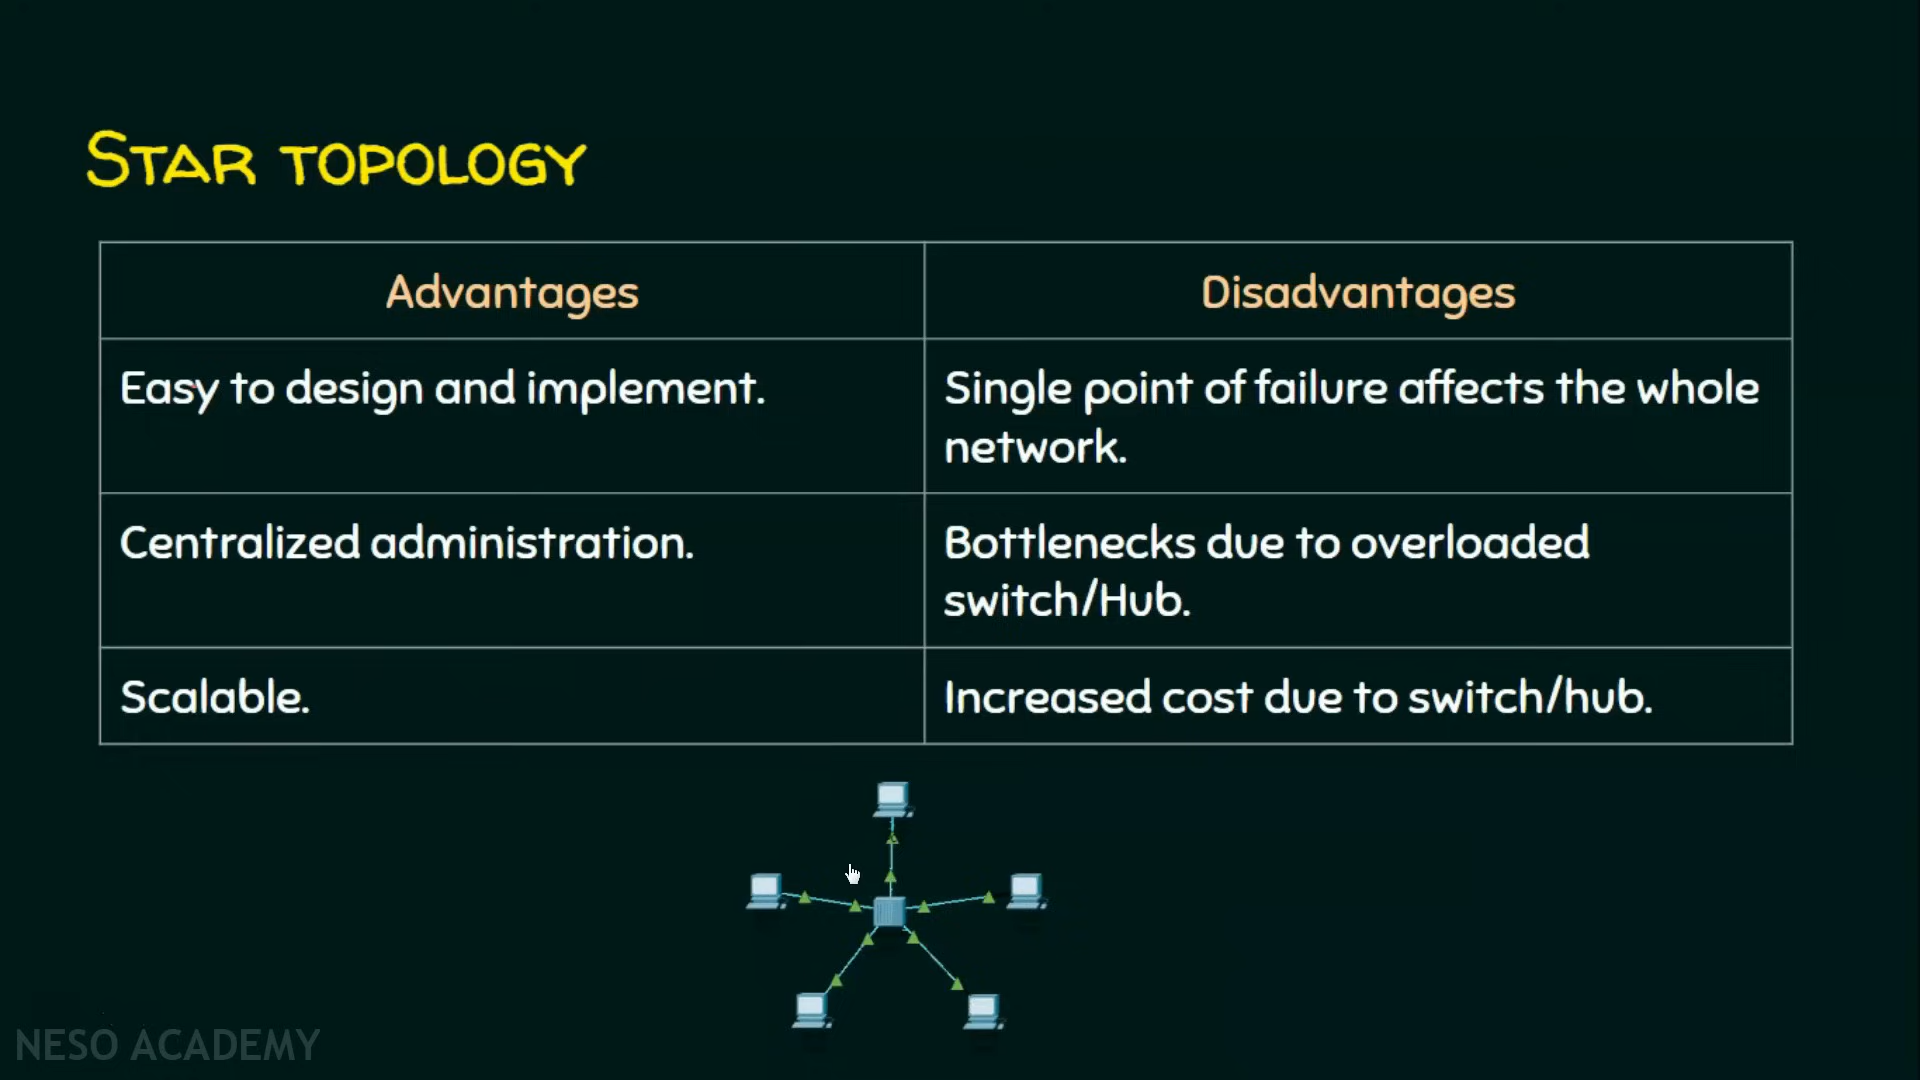 Star topology
Advantages
Disadvantages
Easy to design and implement.
Single point of failure affects the whole
network.
Centralized administration.
Bottlenecks due to overloaded
switch/Hub.
Scalable.
Increased cost due to switch/hub.
NESO ACADEMY